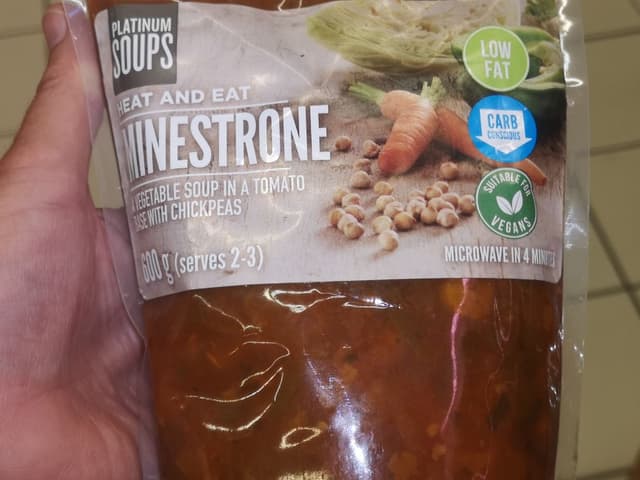 PLATINUM
SOUPS
HEAT AND EAT
MINESTRONE
A VEGETABLE SOUP IN A TOMATO
BASE WITH CHICKPEAS
600 g (serves 2-3)
LOW
FAT
CARB
CONSCIOUS
SUITABLE FOR
VEGANS
MICROWAVE IN 4 MINUTES